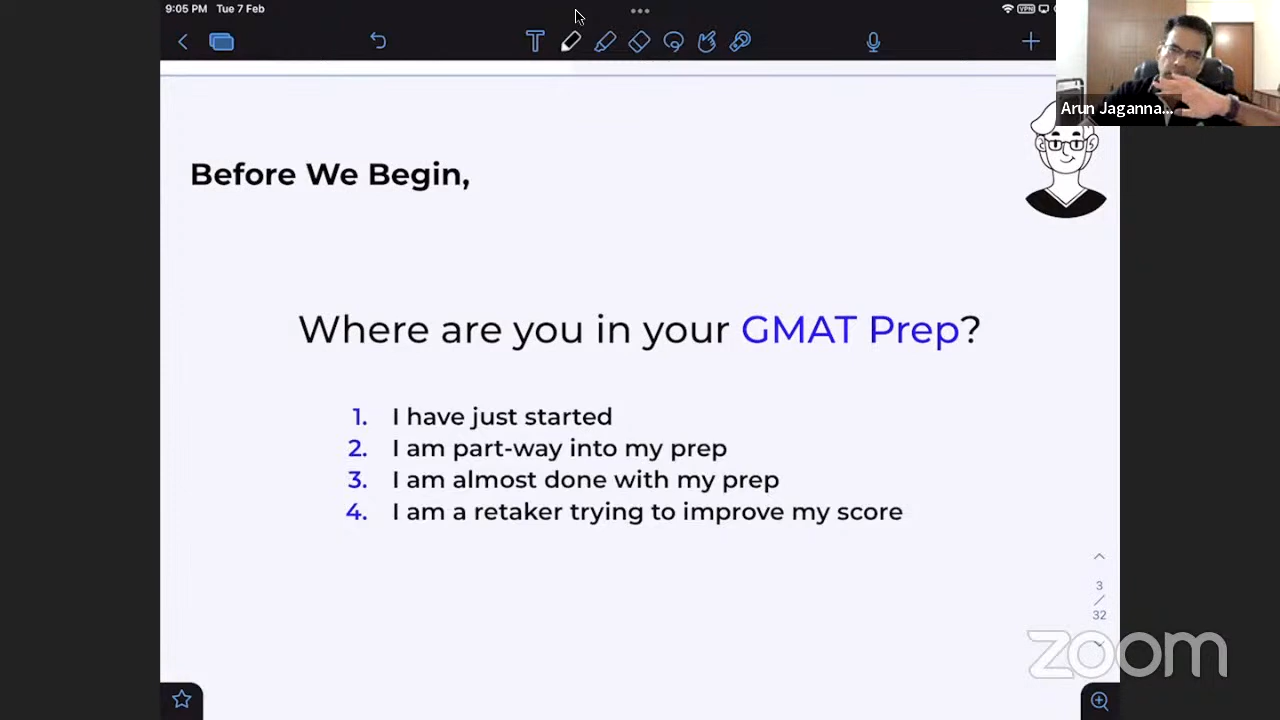 9:05 PM Tue 7 Feb
VPN
T
Arun Jaganna...
Before We Begin,
Where are you in your GMAT Prep?
1. I have just started
2. I am part-way into my prep
3. I am almost done with my prep
4. I am a retaker trying to improve my score
3
/
32
zoom